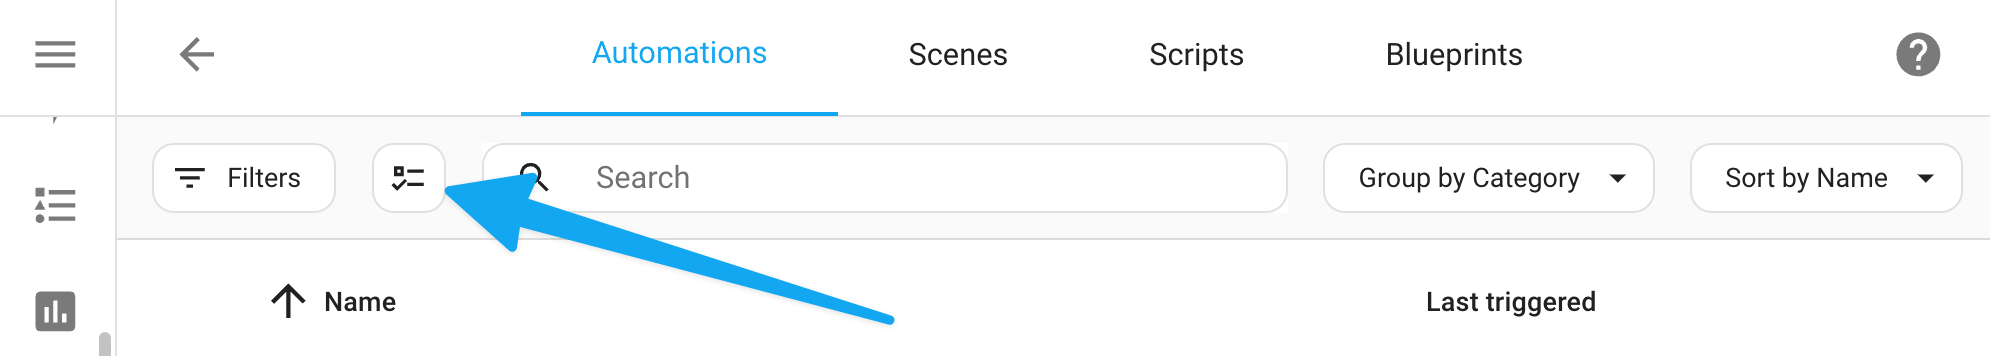 Automations Scenes Scripts Blueprints
Filters Search Group by Category Sort by Name
Name Last triggered